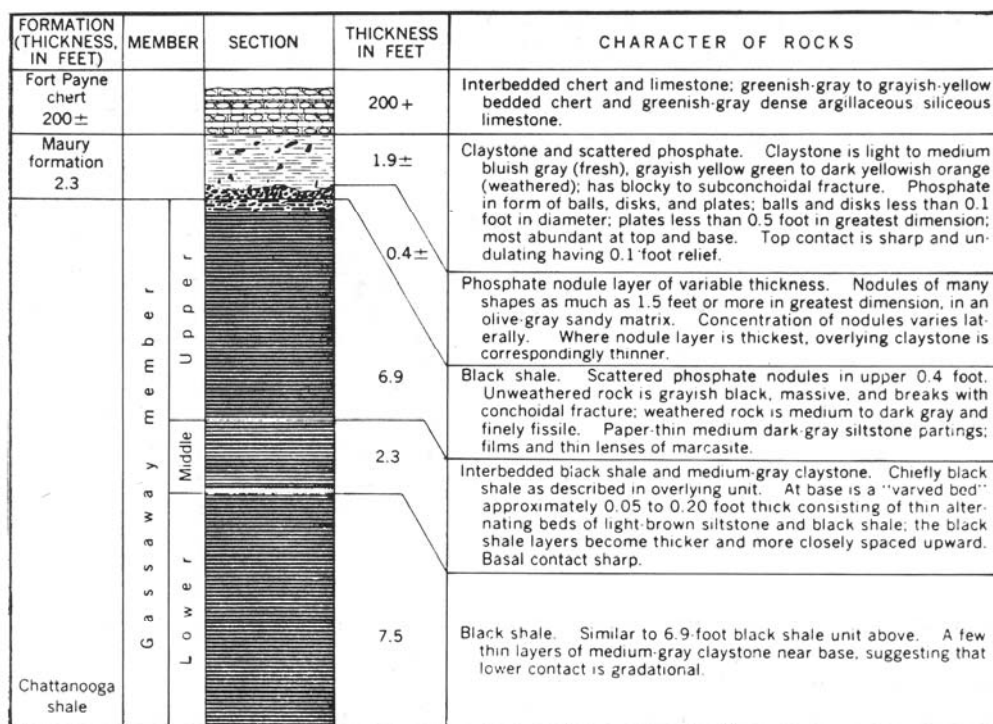 FORMATION
(THICKNESS,
IN FEET)
MEMBER
SECTION
THICKNESS
IN FEET
CHARACTER OF ROCKS
Fort Payne
chert
200±
200 +
Interbedded chert and limestone; greenish-gray to grayish-yellow
bedded chert and greenish-gray dense argillaceous siliceous
limestone.
Maury
formation
2.3
1.9±
Claystone and scattered phosphate. Claystone is light to medium
bluish gray (fresh), grayish yellow green to dark yellowish orange
(weathered); has blocky to subconchoidal fracture. Phosphate
in form of balls, disks, and plates; balls and disks less than 0.1
foot in diameter; plates less than 0.5 foot in greatest dimension;
most abundant at top and base. Top contact is sharp and un-
dulating having 0.1 foot relief.
0.4±
Phosphate nodule layer of variable thickness. Nodules of many
shapes as much as 1.5 feet or more in greatest dimension, in an
olive-gray sandy matrix. Concentration of nodules varies lat-
erally. Where nodule layer is thickest, overlying claystone is
correspondingly thinner.
Chattanooga
shale
Gassaway member
Upper
6.9
Black shale. Scattered phosphate nodules in upper 0.4 foot.
Unweathered rock is grayish black, massive, and breaks with
conchoidal fracture; weathered rock is medium to dark gray and
finely fissile. Paper-thin medium dark-gray siltstone partings;
films and thin lenses of marcasite.
Middle
2.3
Interbedded black shale and medium-gray claystone. Chiefly black
shale as described in overlying unit. At base is a "varved bed"
approximately 0.05 to 0.20 foot thick consisting of thin alter-
nating beds of light-brown siltstone and black shale; the black
shale layers become thicker and more closely spaced upward.
Basal contact sharp.
Lower
7.5
Black shale. Similar to 6.9-foot black shale unit above. A few
thin layers of medium-gray claystone near base, suggesting that
lower contact is gradational.